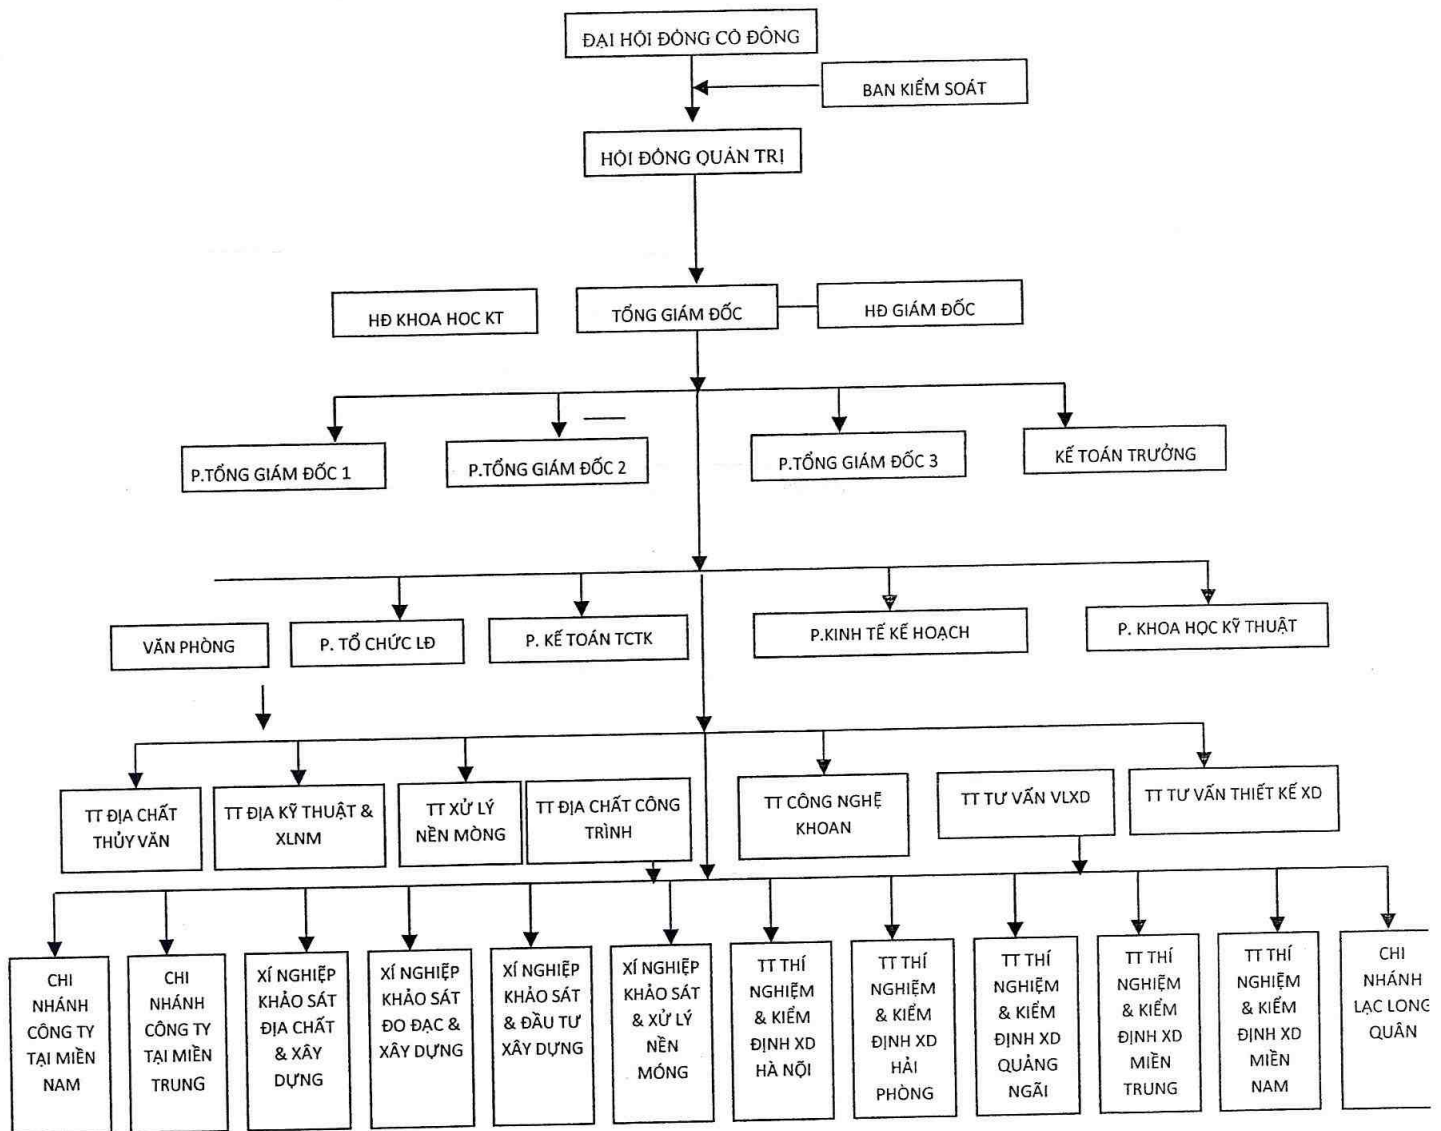 ĐẠI HỘI ĐỒNG CỔ ĐÔNG
BAN KIỂM SOÁT
HỘI ĐỒNG QUẢN TRỊ
HĐ KHOA HỌC KT
TỔNG GIÁM ĐỐC
HĐ GIÁM ĐỐC
P.TỔNG GIÁM ĐỐC 1
P.TỔNG GIÁM ĐỐC 2
P.TỔNG GIÁM ĐỐC 3
KẾ TOÁN TRƯỞNG
VĂN PHÒNG
P. TỔ CHỨC LĐ
P. KẾ TOÁN TCTK
P.KINH TẾ KẾ HOẠCH
P. KHOA HỌC KỸ THUẬT
TT ĐỊA CHẤT
THỦY VĂN
TT ĐỊA KỸ THUẬT &
XLNM
TT XỬ LÝ
NỀN MÒNG
TT ĐỊA CHẤT CÔNG
TRÌNH
TT CÔNG NGHỆ
KHOAN
TT TƯ VẤN VLXD
TT TƯ VẤN THIẾT KẾ XD
CHI
NHÁNH
CÔNG TY
TẠI MIỀN
NAM
CHI
NHÁNH
CÔNG TY
TẠI MIỀN
TRUNG
XÍ NGHIỆP
KHẢO SÁT
ĐỊA CHẤT
& XÂY
DỰNG
XÍ NGHIỆP
KHẢO SÁT
ĐO ĐẠC &
XÂY DỰNG
XÍ NGHIỆP
KHẢO SÁT
& ĐẦU TƯ
XÂY DỰNG
XÍ NGHIỆP
KHẢO SÁT
& XỬ LÝ
NỀN
MÓNG
TT THÍ
NGHIỆM
& KIỂM
ĐỊNH XD
HÀ NỘI
TT THÍ
NGHIỆM
& KIỂM
ĐỊNH XD
HẢI
PHÒNG
TT THÍ
NGHIỆM
& KIỂM
ĐỊNH XD
QUẢNG
NGÃI
TT THÍ
NGHIỆM
& KIỂM
ĐỊNH XD
MIỀN
TRUNG
TT THÍ
NGHIỆM
& KIỂM
ĐỊNH XD
MIỀN
NAM
CHI
NHÁNH
LẠC LONG
QUÂN